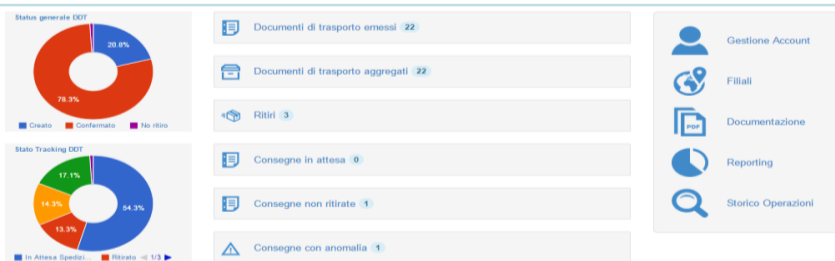 Status generale DDT
20.8%
78.3%
Creato Confermato No ritiro
Stato Tracking DDT
17.1%
14.3%
54.3%
13.3%
In Attesa Spedizi... Ritirato 1/3
Documenti di trasporto emessi 22
Documenti di trasporto aggregati 22
Ritiri 3
Consegne in attesa 0
Consegne non ritirate 1
Consegne con anomalia 1
Gestione Account
Filiali
PDF
Documentazione
Reporting
Storico Operazioni